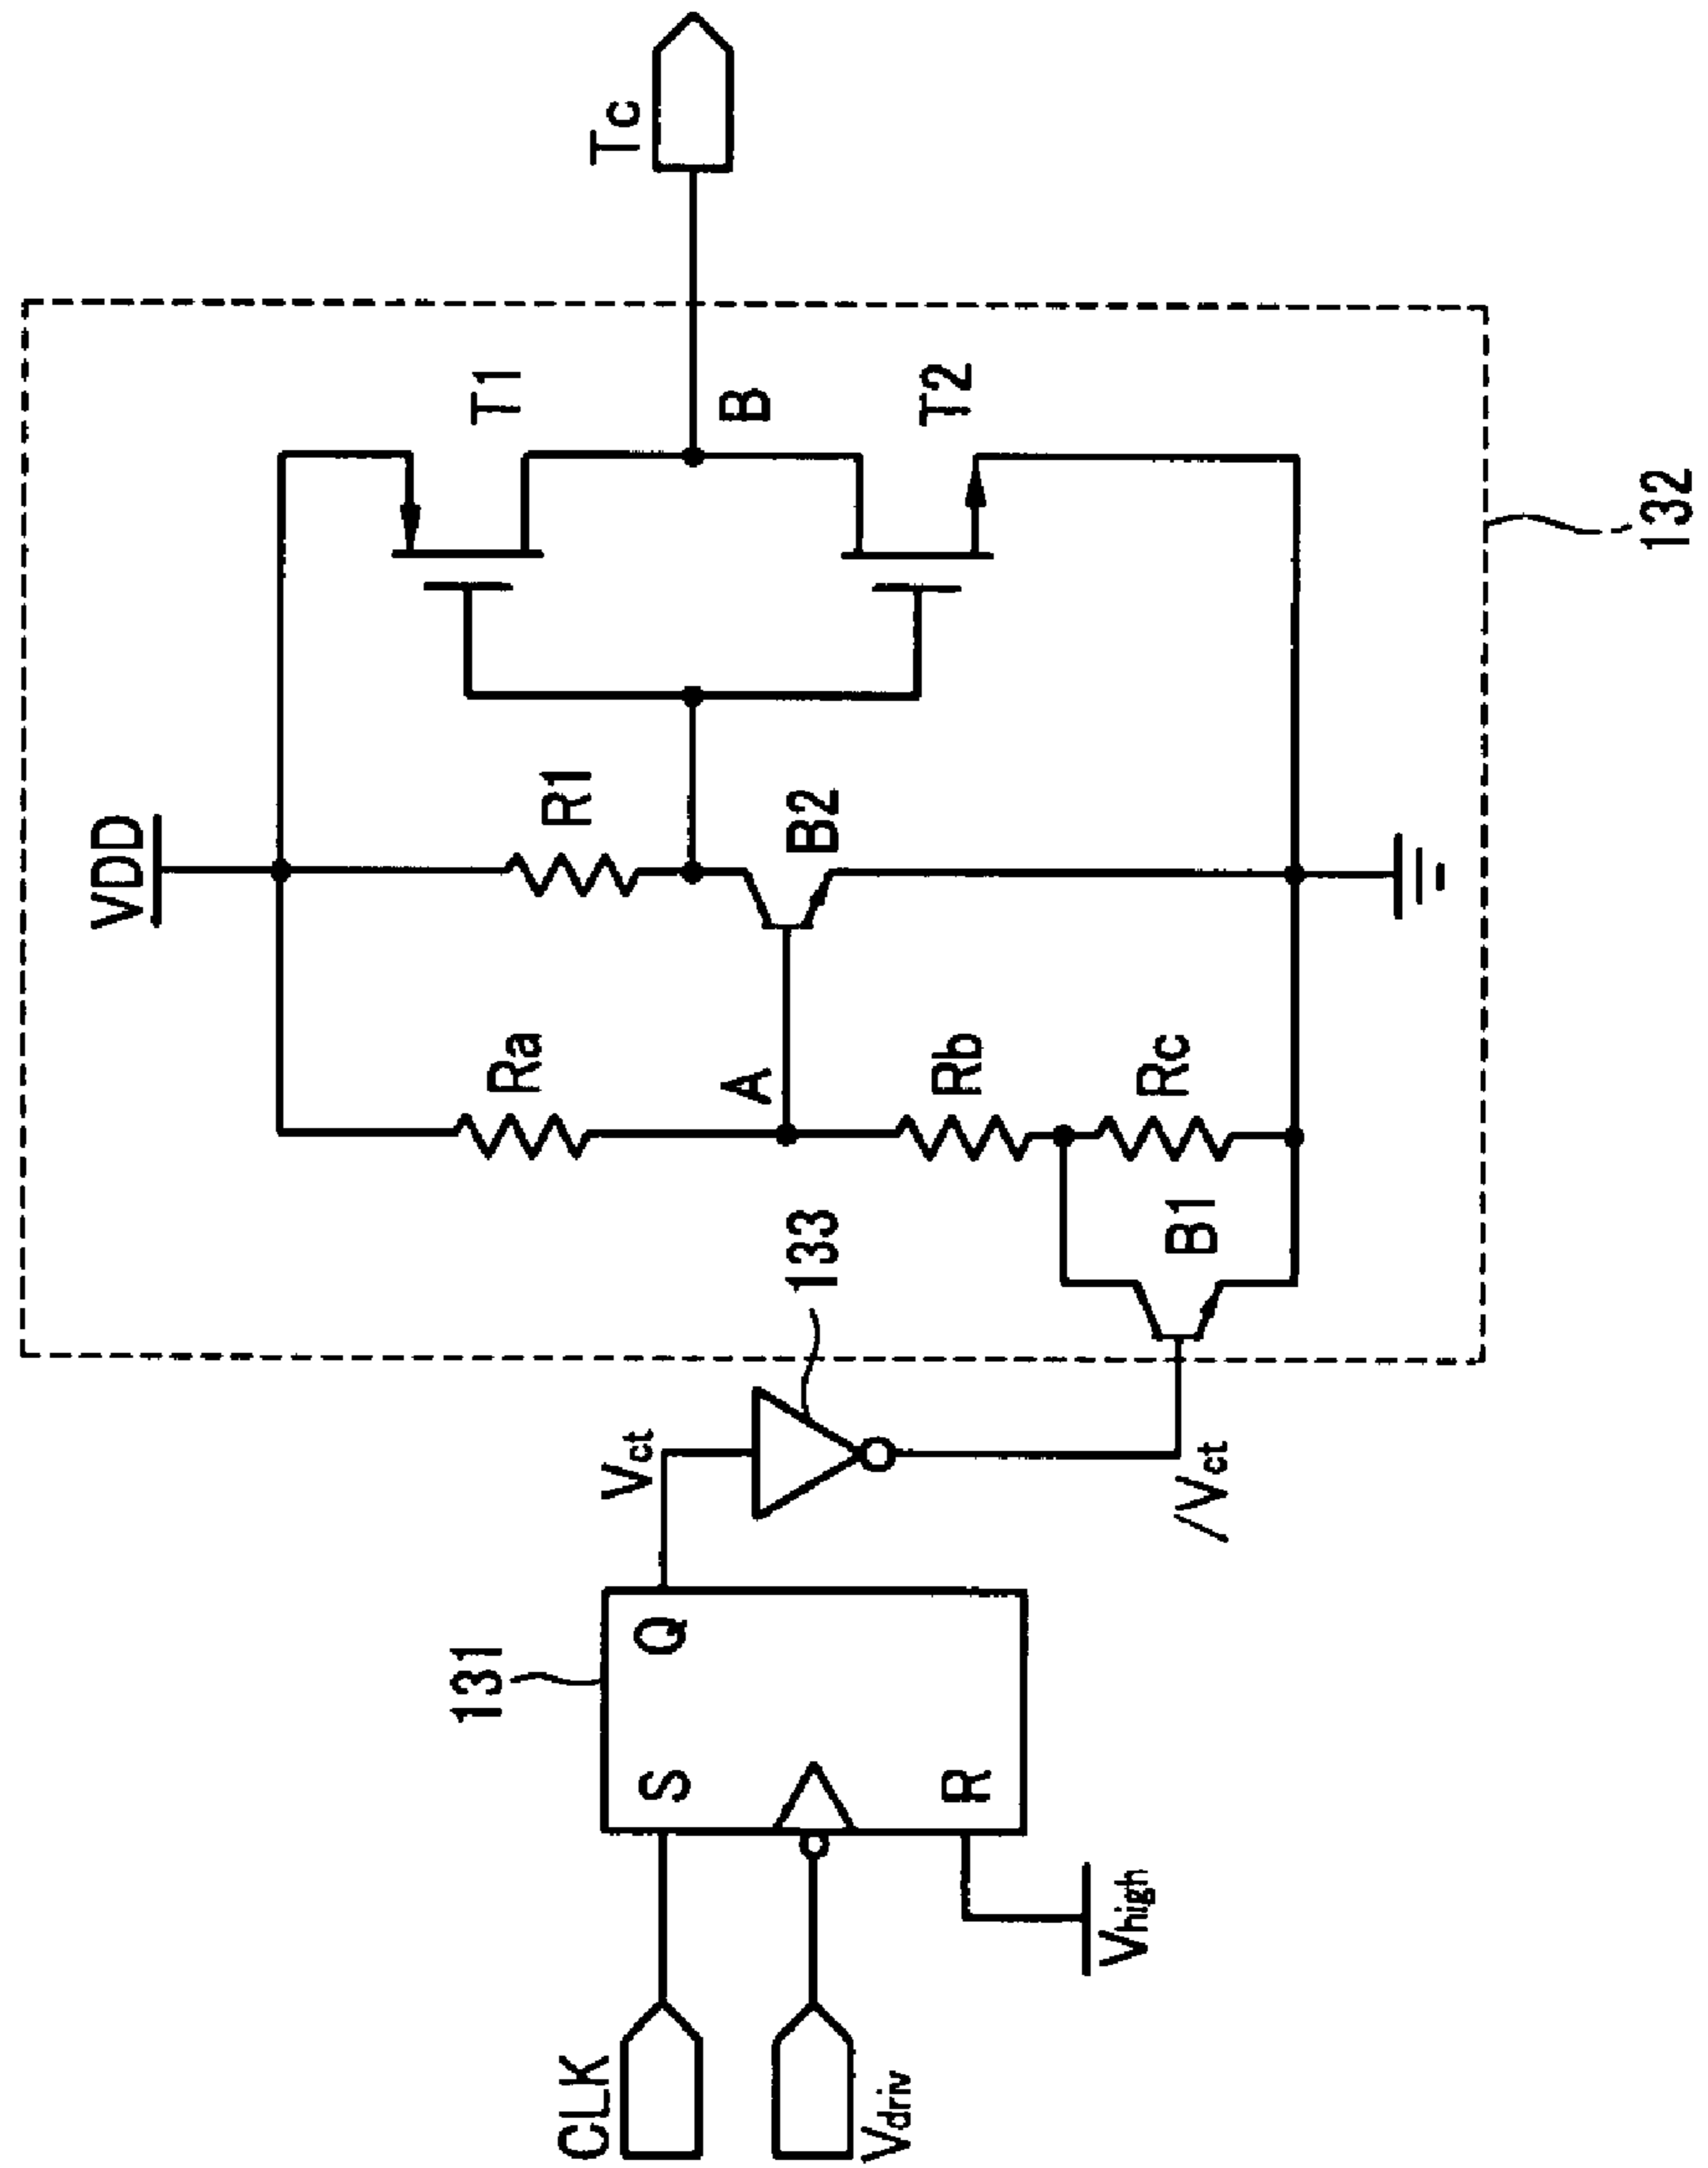 CLK
Vdriv
Vhigh
S
R
Q
131
Vct
/Vct
133
VDD
Ra
A
Rb
Rc
B1
R1
B2
T1
B
T2
Tc
132